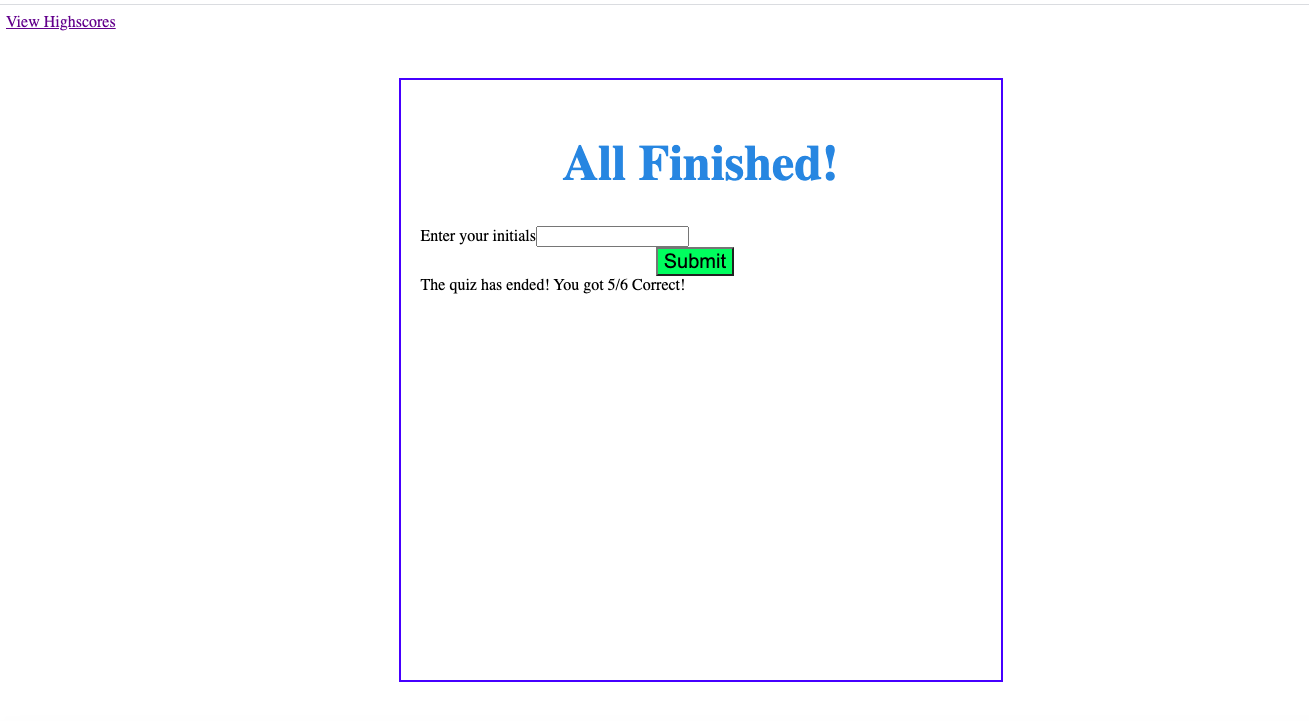 View Highscores
All Finished!
Enter your initials
Submit
The quiz has ended! You got 5/6 Correct!